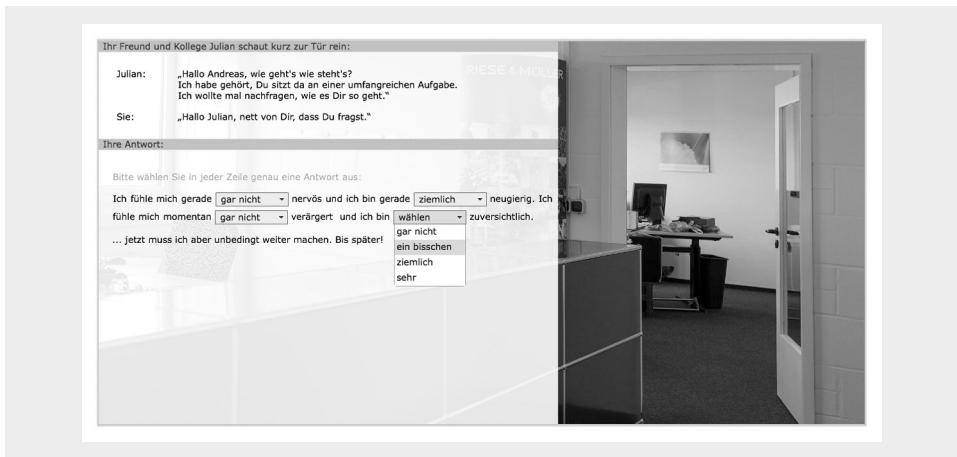 Ihr Freund und Kollege Julian schaut kurz zur Tür rein:
RIESE & MÜLLER
Julian: „Hallo Andreas, wie geht's wie steht's?
Ich habe gehört, Du sitzt da an einer umfangreichen Aufgabe.
Ich wollte mal nachfragen, wie es Dir so geht.“
Sie: „Hallo Julian, nett von Dir, dass Du fragst.“
Ihre Antwort:
Bitte wählen Sie in jeder Zeile genau eine Antwort aus:
Ich fühle mich gerade gar nicht nervös und ich bin gerade ziemlich neugierig. Ich
fühle mich momentan gar nicht verärgert und ich bin wählen zuversichtlich.
gar nicht
... jetzt muss ich aber unbedingt weiter machen. Bis später!
ein bisschen
ziemlich
sehr